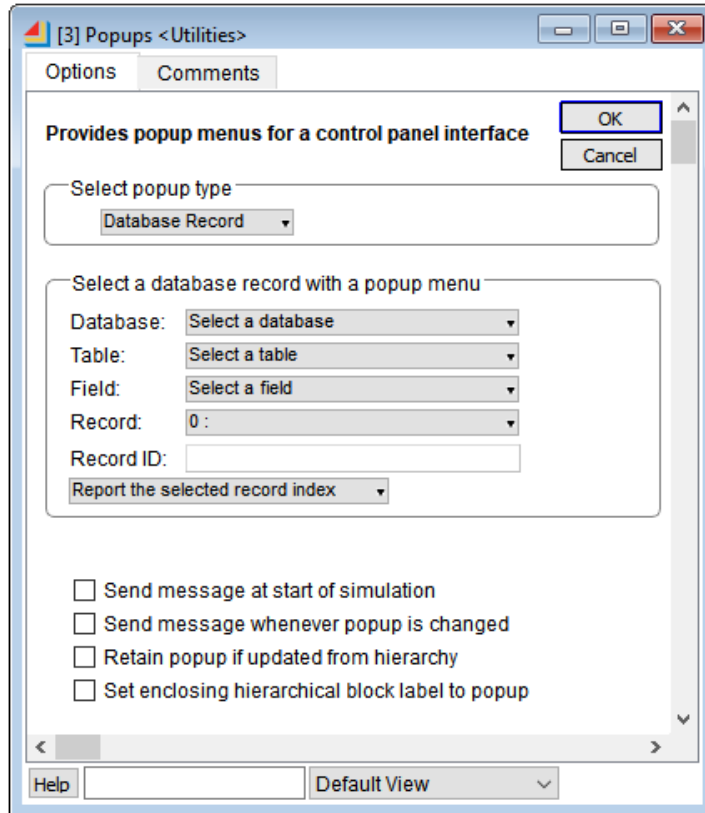 [3] Popups <Utilities>
Options Comments
OK
Provides popup menus for a control panel interface
Cancel
Select popup type
Database Record
Select a database record with a popup menu
Database: Select a database
Table: Select a table
Field: Select a field
Record: 0 :
Record ID:
Report the selected record index
Send message at start of simulation
Send message whenever popup is changed
Retain popup if updated from hierarchy
Set enclosing hierarchical block label to popup
Help Default View